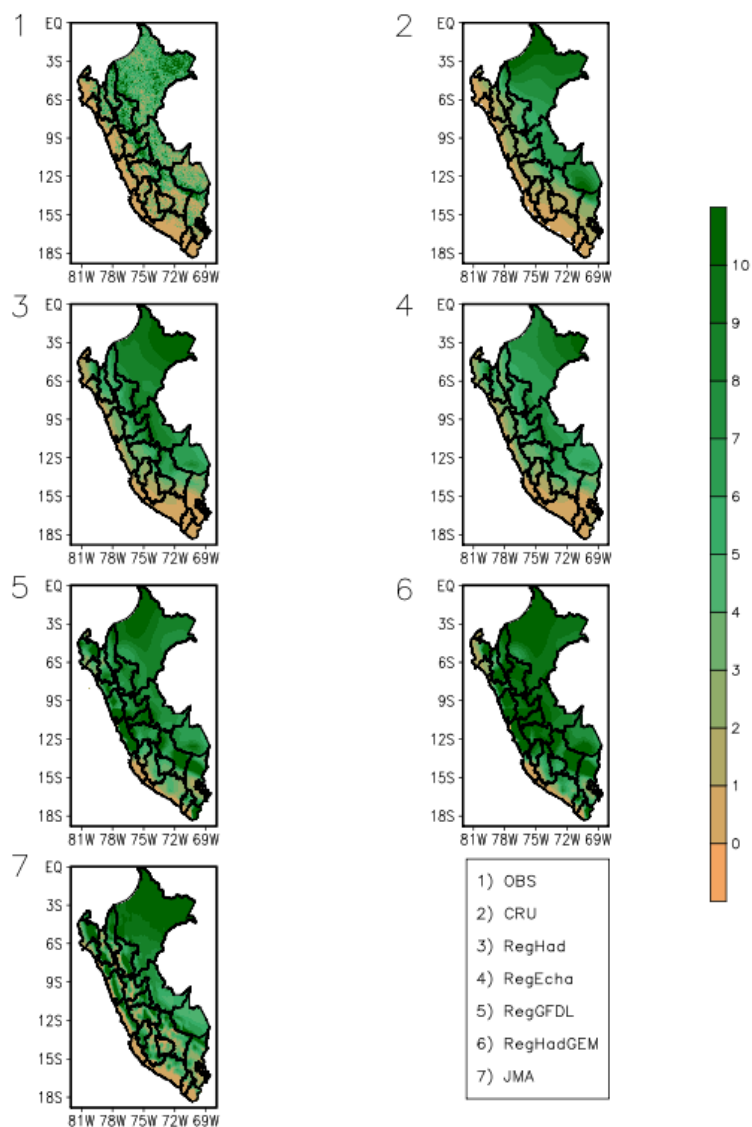 1
EQ
3S
6S
9S
12S
15S
18S
81W 78W 75W 72W 69W
2
EQ
3S
6S
9S
12S
15S
18S
81W 78W 75W 72W 69W
3
EQ
3S
6S
9S
12S
15S
18S
81W 78W 75W 72W 69W
4
EQ
3S
6S
9S
12S
15S
18S
81W 78W 75W 72W 69W
5
EQ
3S
6S
9S
12S
15S
18S
81W 78W 75W 72W 69W
6
EQ
3S
6S
9S
12S
15S
18S
81W 78W 75W 72W 69W
7
EQ
3S
6S
9S
12S
15S
18S
81W 78W 75W 72W 69W
1) OBS
2) CRU
3) RegHad
4) RegEcha
5) RegGFDL
6) RegHadGEM
7) JMA
10
9
8
7
6
5
4
3
2
1
0